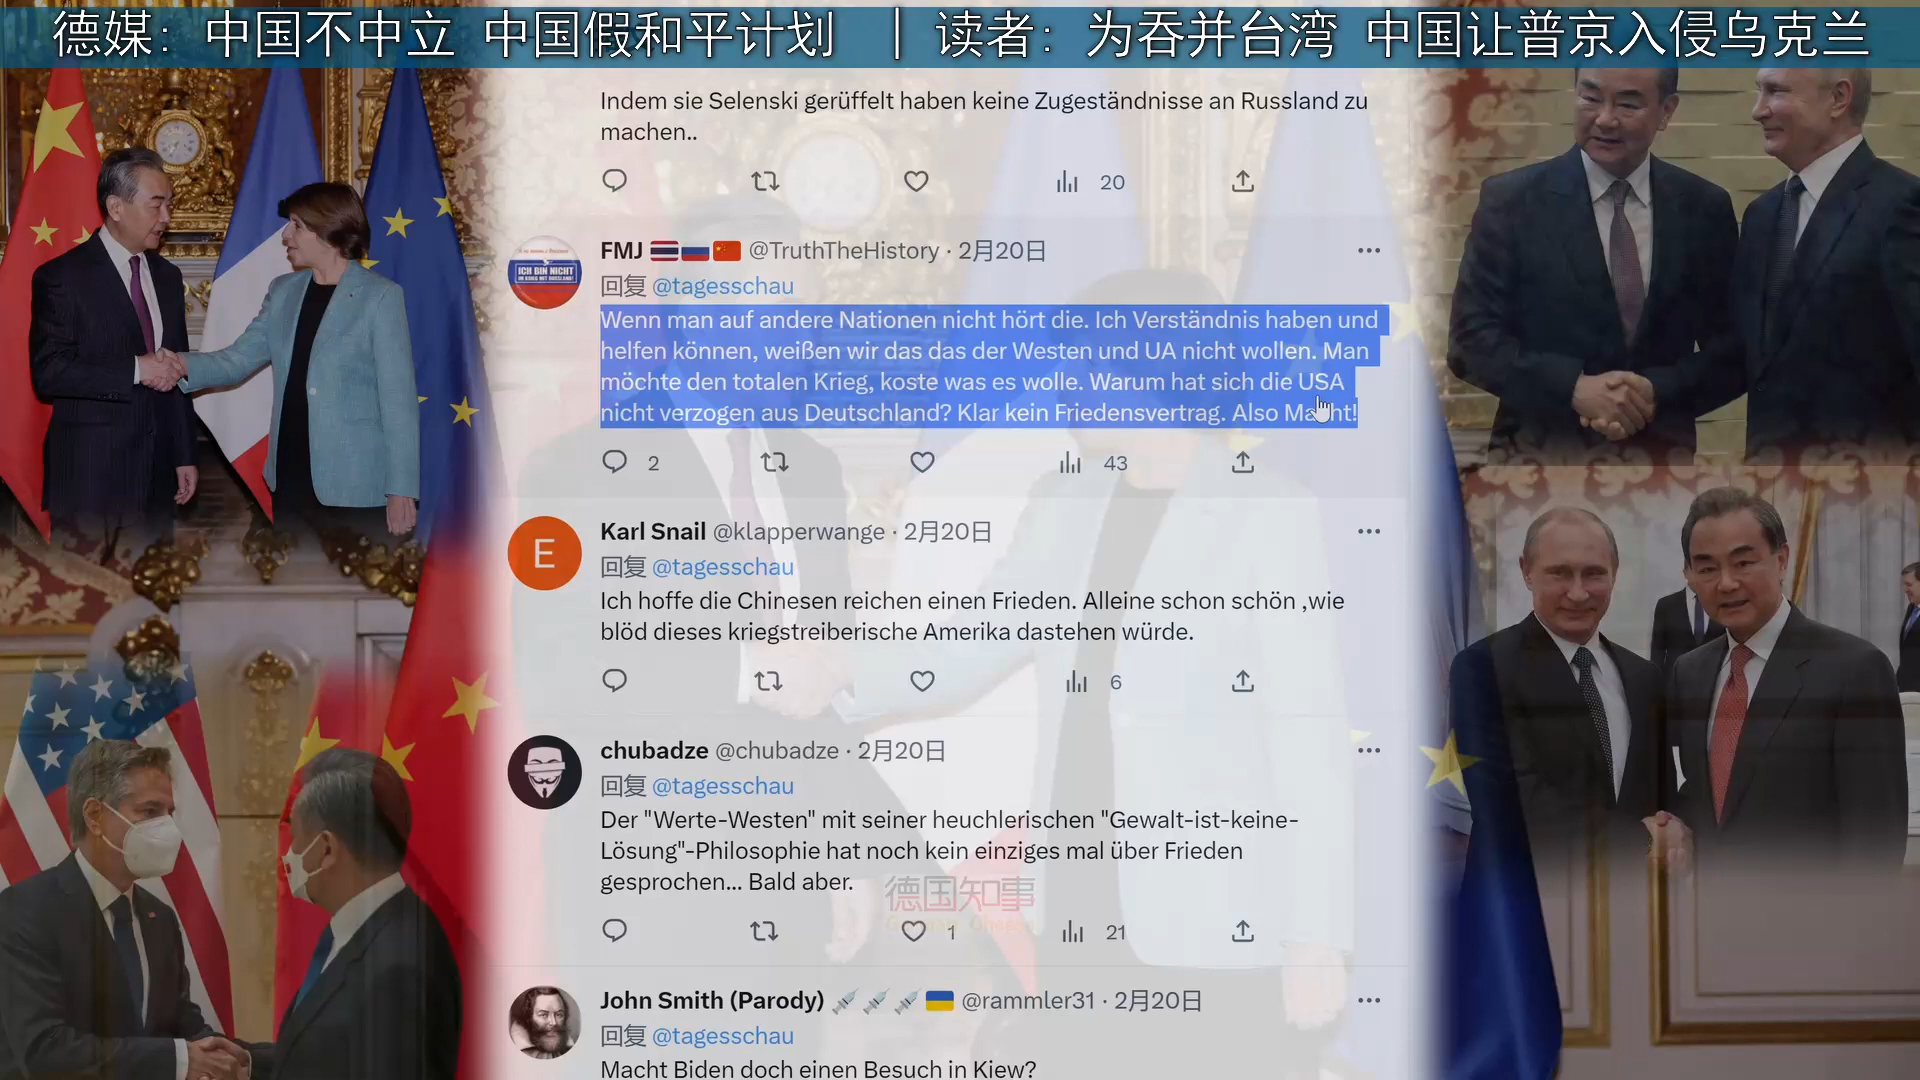 德媒：中国不中立 中国假和平计划 | 读者：为吞并台湾 中国让普京入侵乌克兰
Indem sie Selenski gerüffelt haben keine Zugeständnisse an Russland zu
machen..
20
FMJ @TruthTheHistory · 2月20日
ICH BIN NICHT
回复 @tagesschau
Wenn man auf andere Nationen nicht hört die. Ich Verständnis haben und
helfen können, weißen wir das das der Westen und UA nicht wollen. Man
möchte den totalen Krieg, koste was es wolle. Warum hat sich die USA
nicht verzogen aus Deutschland? Klar kein Friedensvertrag. Also Macht!
2 43
Karl Snail @klapperwange · 2月20日
E
回复 @tagesschau
Ich hoffe die Chinesen reichen einen Frieden. Alleine schon schön ,wie
blöd dieses kriegstreiberische Amerika dastehen würde.
6
chubadze @chubadze · 2月20日
回复 @tagesschau
Der "Werte-Westen" mit seiner heuchlerischen "Gewalt-ist-keine-
Lösung"-Philosophie hat noch kein einziges mal über Frieden
gesprochen... Bald aber.
德国知事
1 21
John Smith (Parody) @rammler31 · 2月20日
回复 @tagesschau
Macht Biden doch einen Besuch in Kiew?